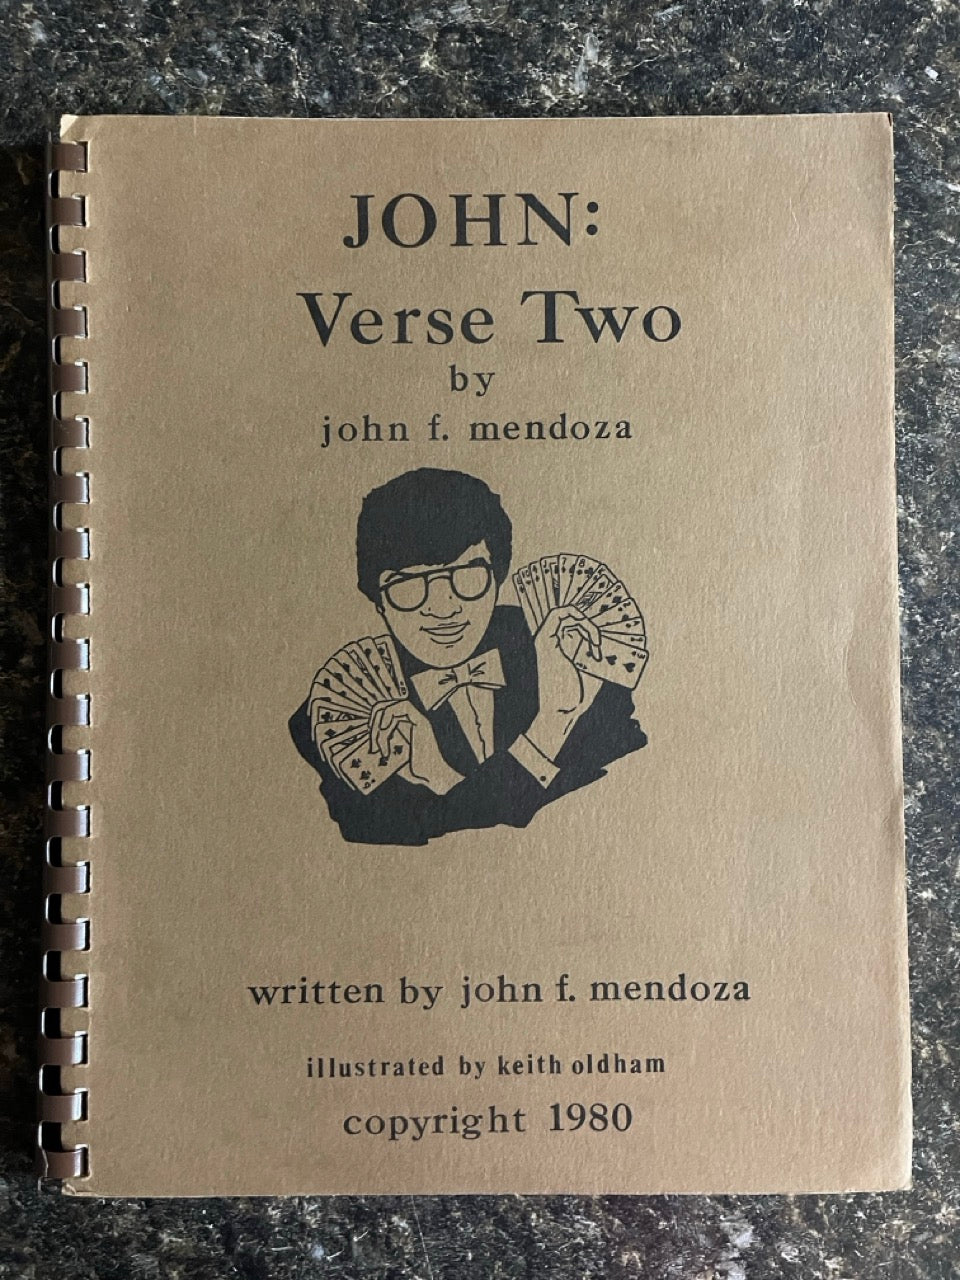 JOHN:
Verse Two
by
john f. mendoza
written by john f. mendoza
illustrated by keith oldham
copyright 1980